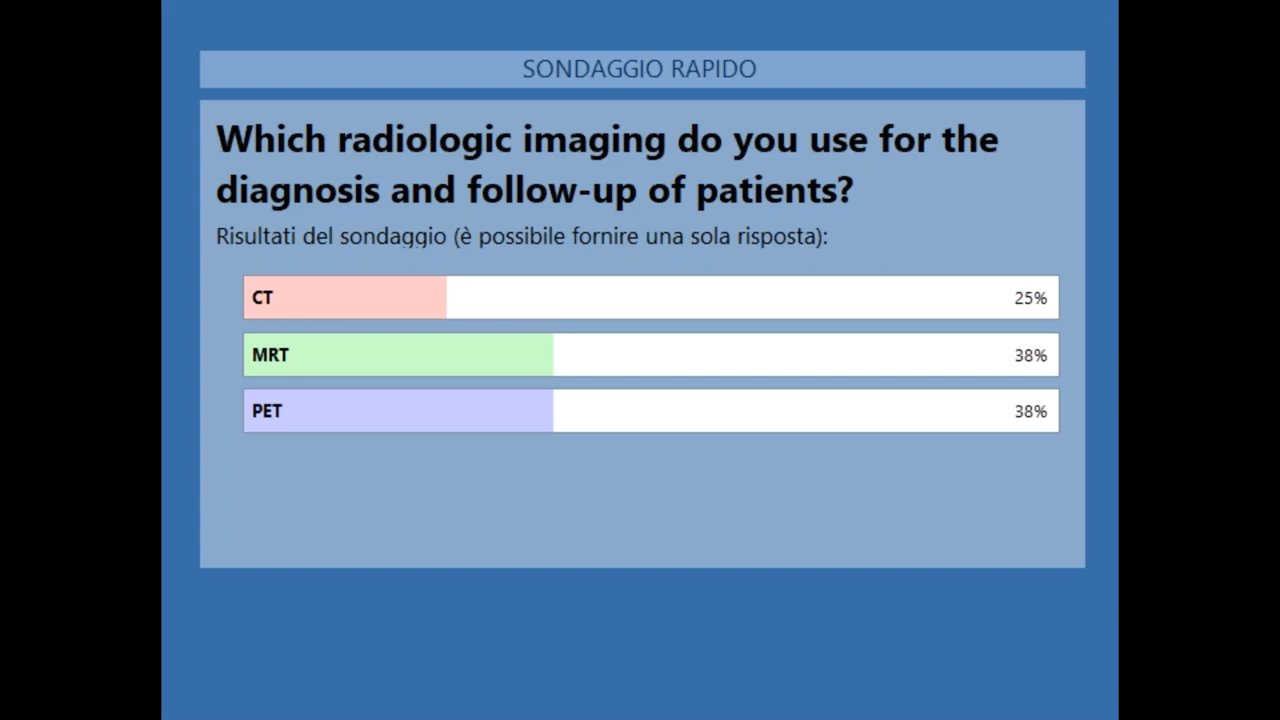 SONDAGGIO RAPIDO
Which radiologic imaging do you use for the
diagnosis and follow-up of patients?
Risultati del sondaggio (è possibile fornire una sola risposta):
CT 25%
MRT 38%
PET 38%